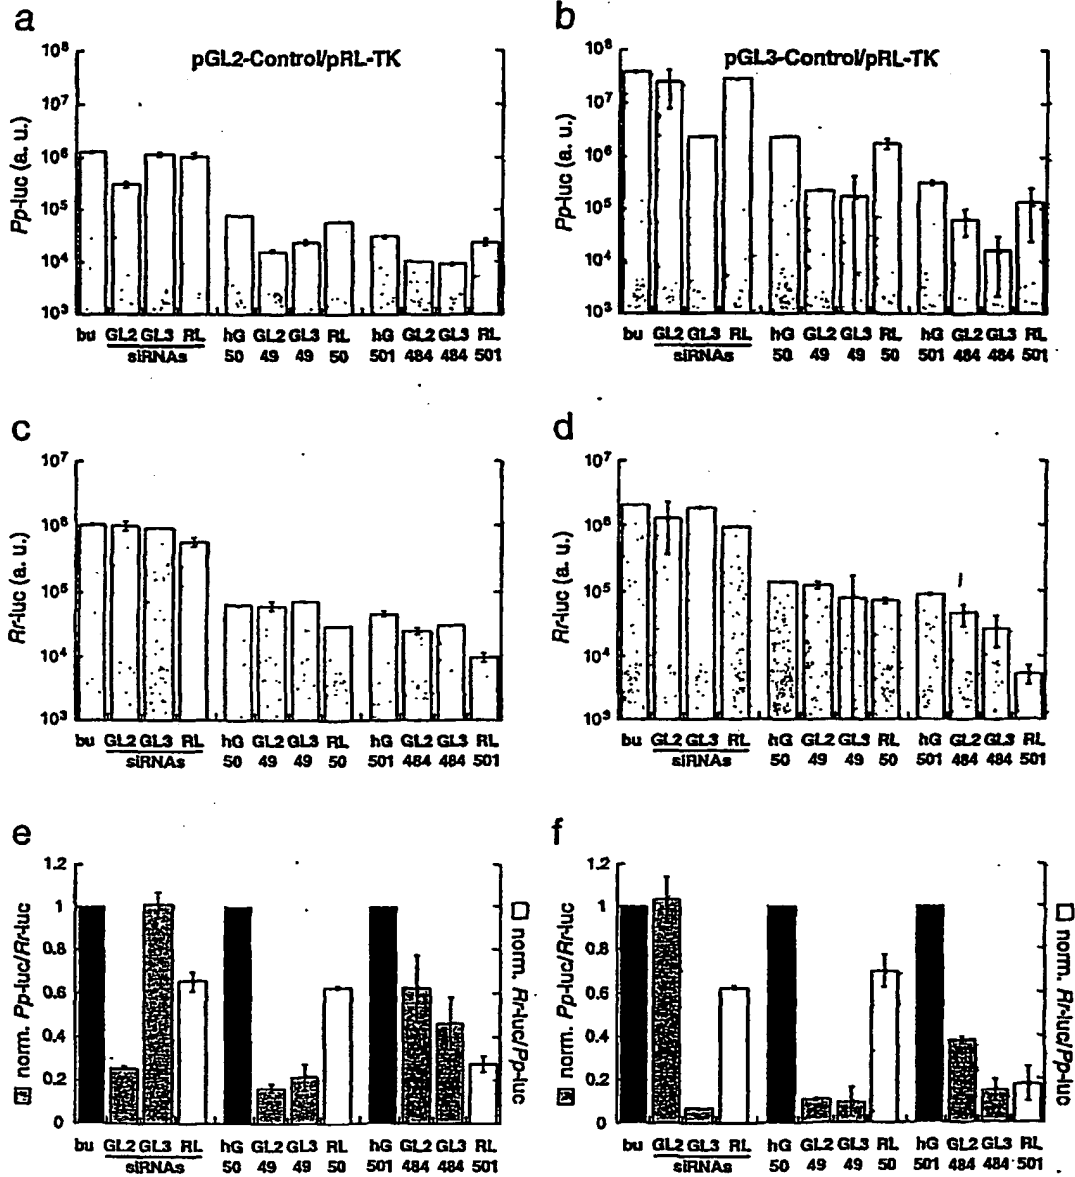 a
pGL2-Control/pRL-TK
Pp-luc (a. u.)
10⁸
10⁷
10⁶
10⁵
10⁴
10³
bu GL2 GL3 RL hG GL2 GL3 RL hG GL2 GL3 RL
siRNAs 50 49 49 50 501 484 484 501
b
pGL3-Control/pRL-TK
Pp-luc (a. u.)
10⁸
10⁷
10⁶
10⁵
10⁴
10³
bu GL2 GL3 RL hG GL2 GL3 RL hG GL2 GL3 RL
siRNAs 50 49 49 50 501 484 484 501
c
Rr-luc (a. u.)
10⁷
10⁶
10⁵
10⁴
10³
bu GL2 GL3 RL hG GL2 GL3 RL hG GL2 GL3 RL
siRNAs 50 49 49 50 501 484 484 501
d
Rr-luc (a. u.)
10⁷
10⁶
10⁵
10⁴
10³
bu GL2 GL3 RL hG GL2 GL3 RL hG GL2 GL3 RL
siRNAs 50 49 49 50 501 484 484 501
e
norm. Pp-luc/Rr-luc
1.2
1
0.8
0.6
0.4
0.2
0
norm. Rr-luc/Pp-luc
bu GL2 GL3 RL hG GL2 GL3 RL hG GL2 GL3 RL
siRNAs 50 49 49 50 501 484 484 501
f
norm. Pp-luc/Rr-luc
1.2
1
0.8
0.6
0.4
0.2
0
norm. Rr-luc/Pp-luc
bu GL2 GL3 RL hG GL2 GL3 RL hG GL2 GL3 RL
siRNAs 50 49 49 50 501 484 484 501